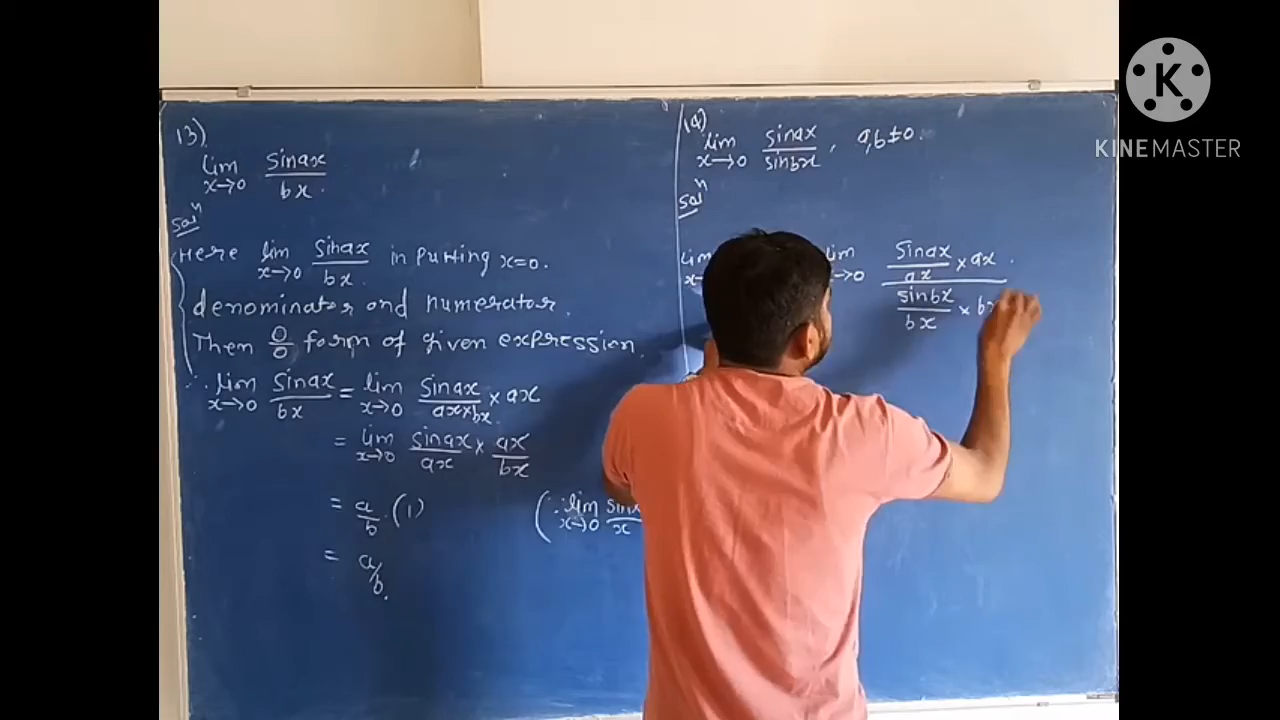 13)
lim x→0 sinax/bx.
Solⁿ
Here lim x→0 sinax/bx. in putting x=0.
denominator and numerator.
Then 0/0 form of given expression.
∴ lim x→0 sinax/bx = lim x→0 sinax/ax×bx × ax
= lim x→0 sinax/ax × ax/bx
= a/b . (1) (∵ lim x→0 sinx/x
= a/b.
14)
lim x→0 sinax/sinbx, a,b ≠ 0.
Solⁿ
lim lim x→0 sinax/ax × ax. / sinbx/bx × bx
K
KINEMASTER